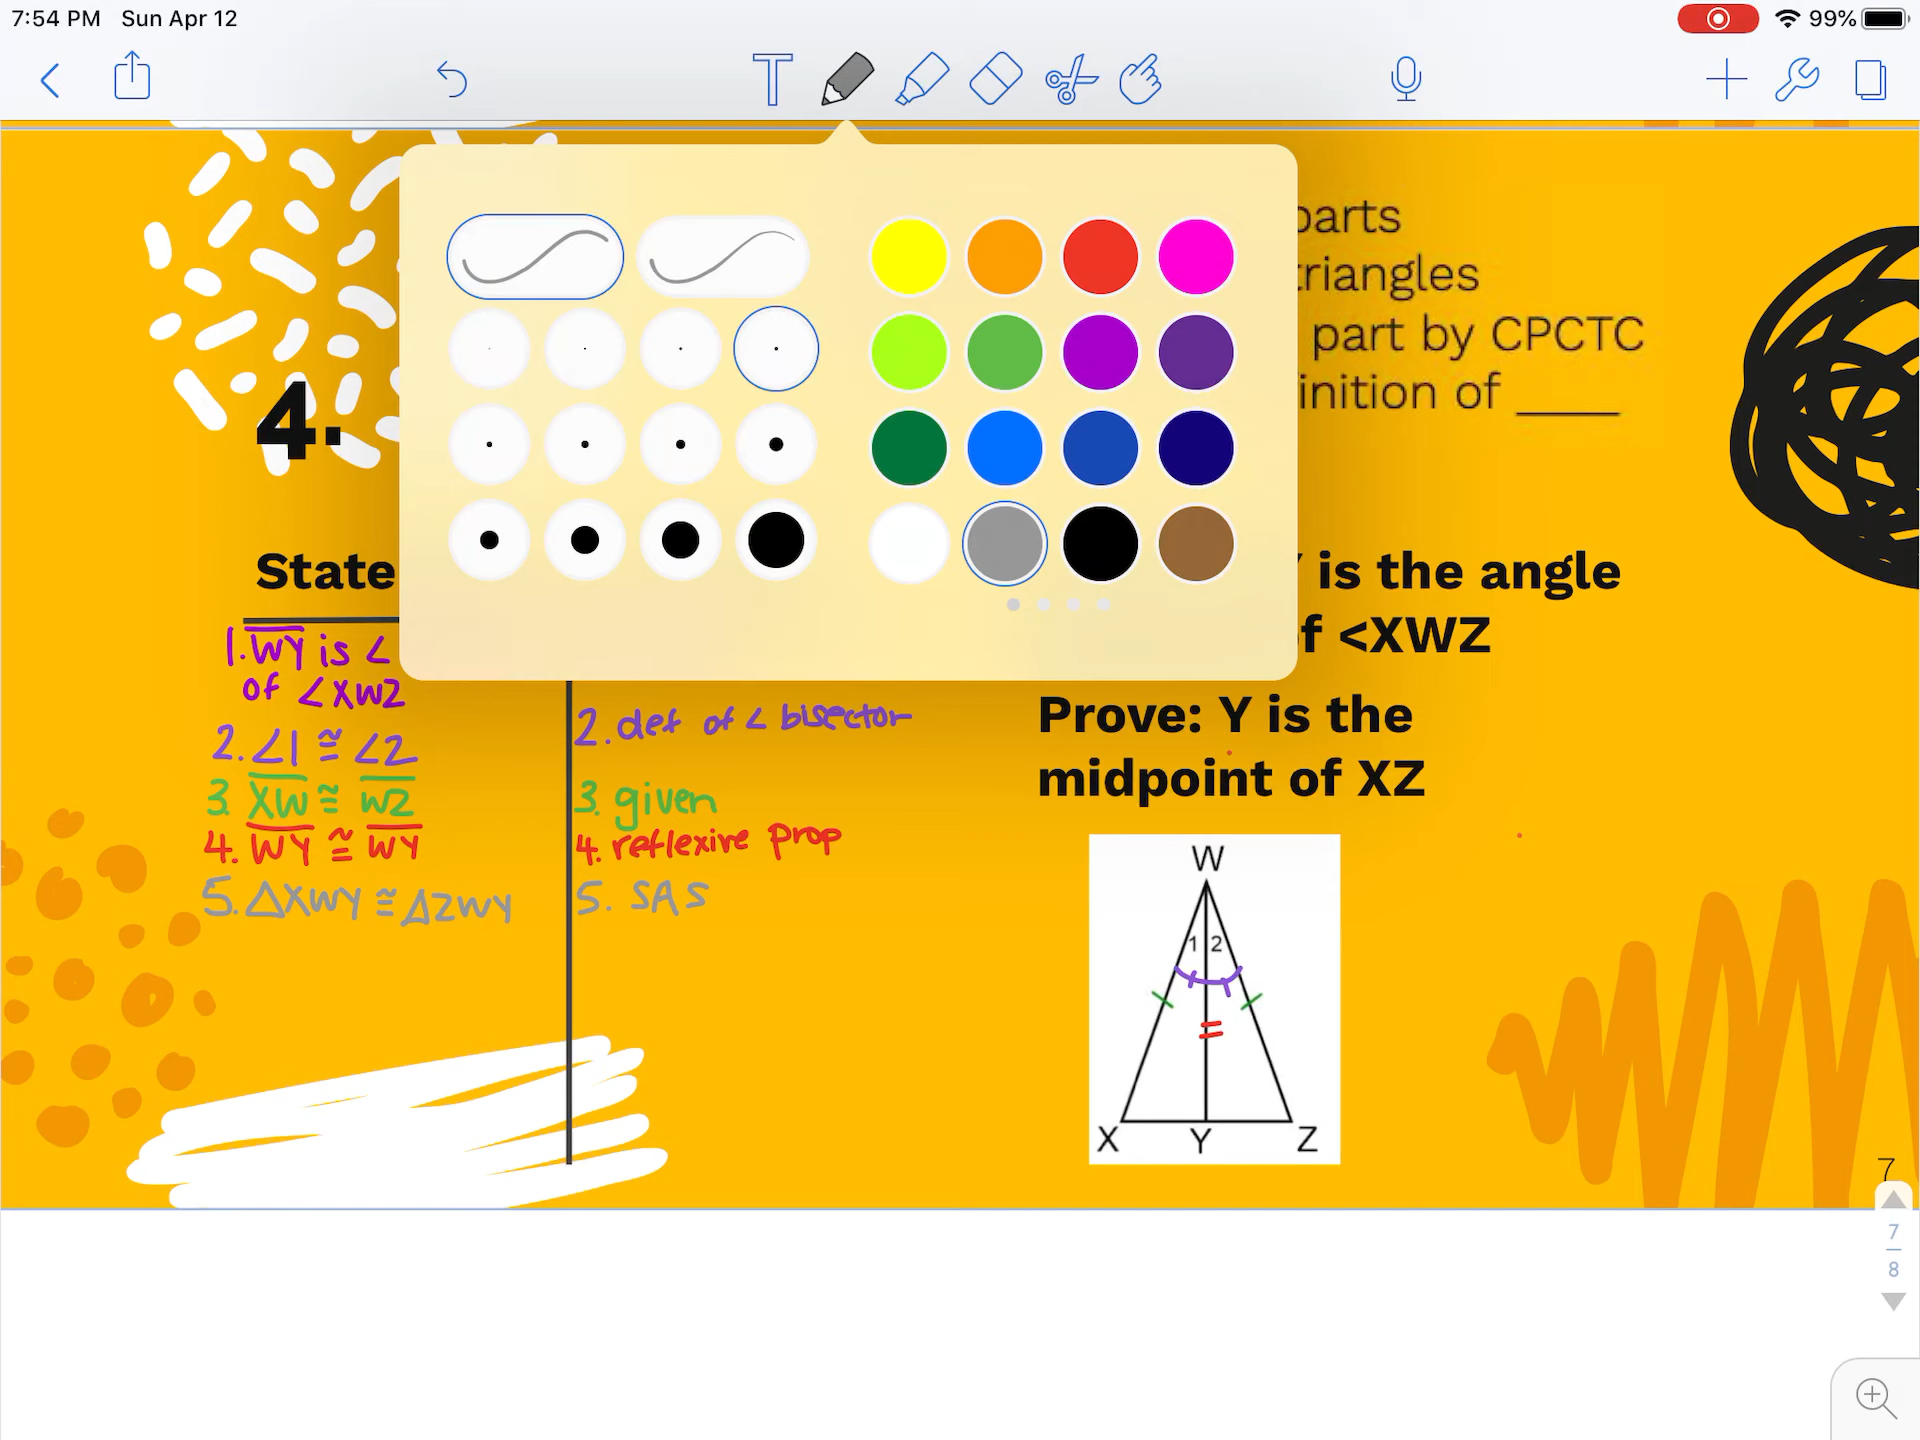 7:54 PM Sun Apr 12
99%
T
parts
triangles
part by CPCTC
inition of ____
4.
State
is the angle
of <XWZ
Prove: Y is the
midpoint of XZ
1. WY is ∠
of ∠XWZ
2. ∠1 ≅ ∠2
3. XW ≅ WZ
4. WY ≅ WY
5. △XWY ≅ △ZWY
2. def of ∠ bisector
3. given
4. reflexive prop
5. SAS
W
1 2
X Y Z
7
7
8